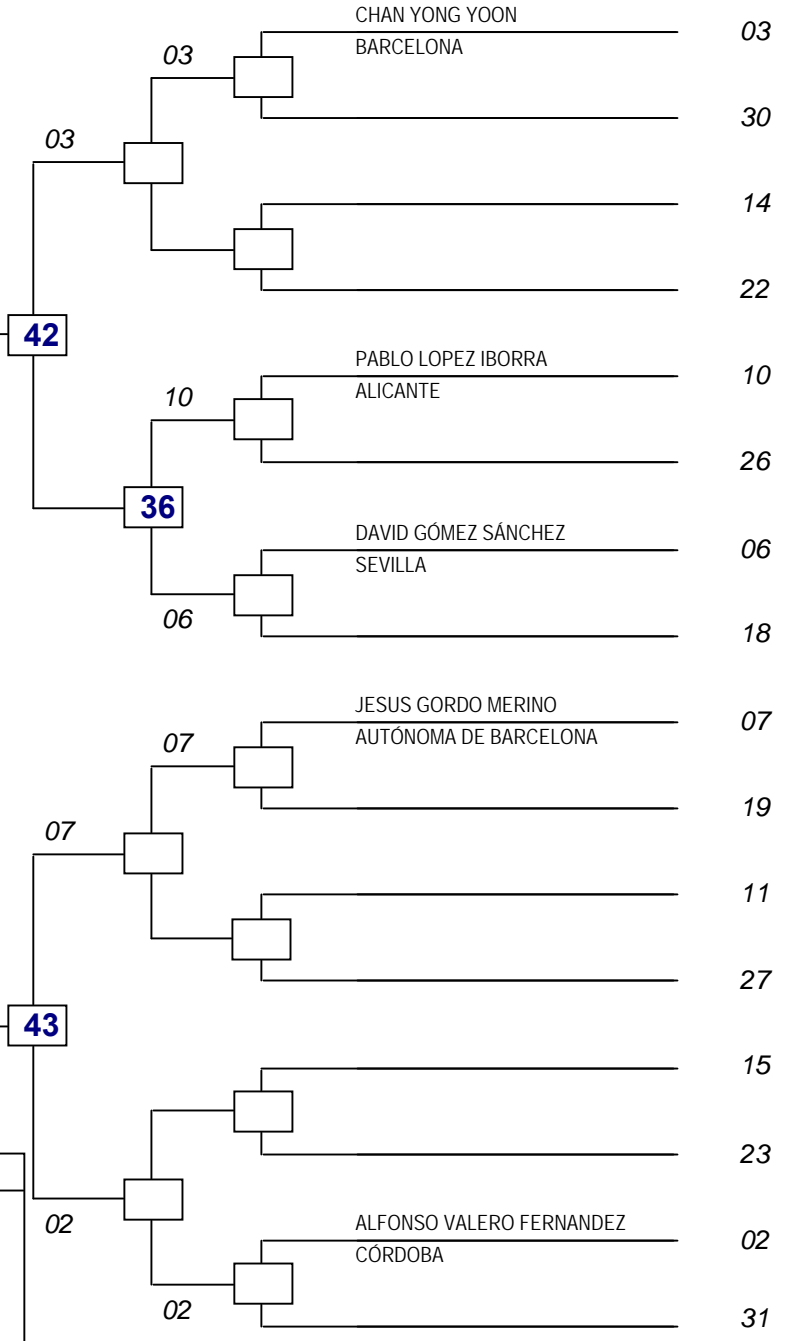 CHAN YONG YOON
03
03
BARCELONA
30
03
14
22
42
PABLO LOPEZ IBORRA
10
10
ALICANTE
26
36
DAVID GÓMEZ SÁNCHEZ
06
SEVILLA
06
18
JESUS GORDO MERINO
07
07
AUTÓNOMA DE BARCELONA
19
07
11
27
43
15
23
02
ALFONSO VALERO FERNANDEZ
02
CÓRDOBA
02
31